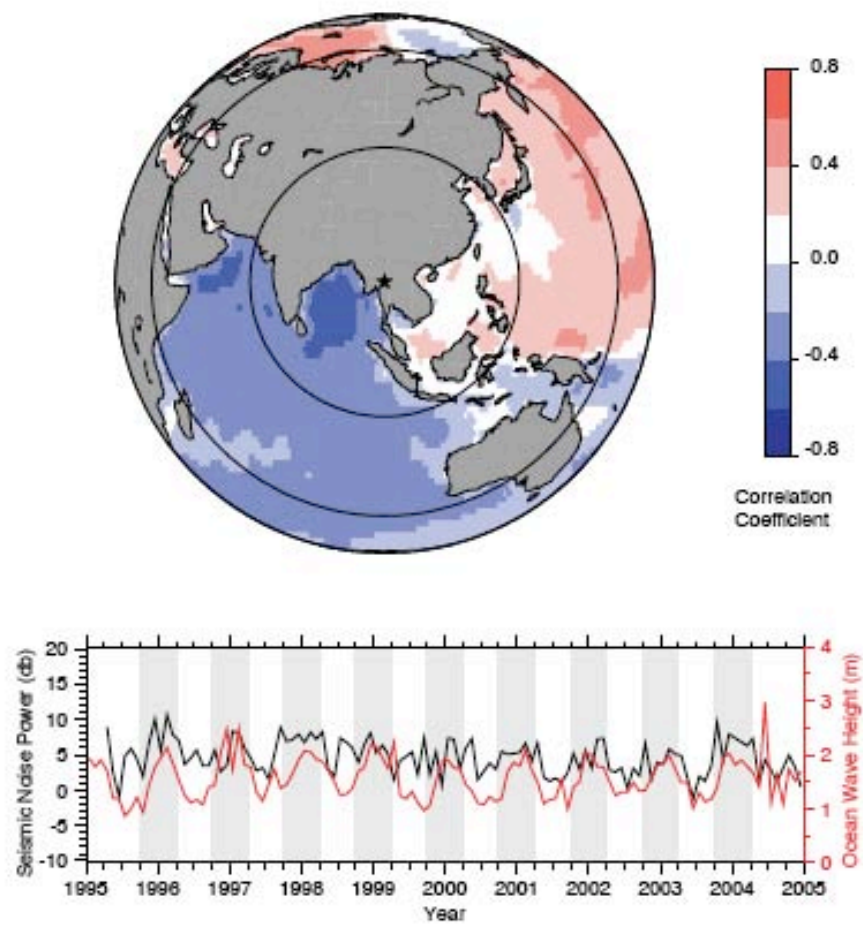 0.8
0.4
0.0
-0.4
-0.8
Correlation
Coefficient
Seismic Noise Power (db)
20
15
10
5
0
-5
-10
4
3
2
1
0
Ocean Wave Height (m)
1995 1996 1997 1998 1999 2000 2001 2002 2003 2004 2005
Year